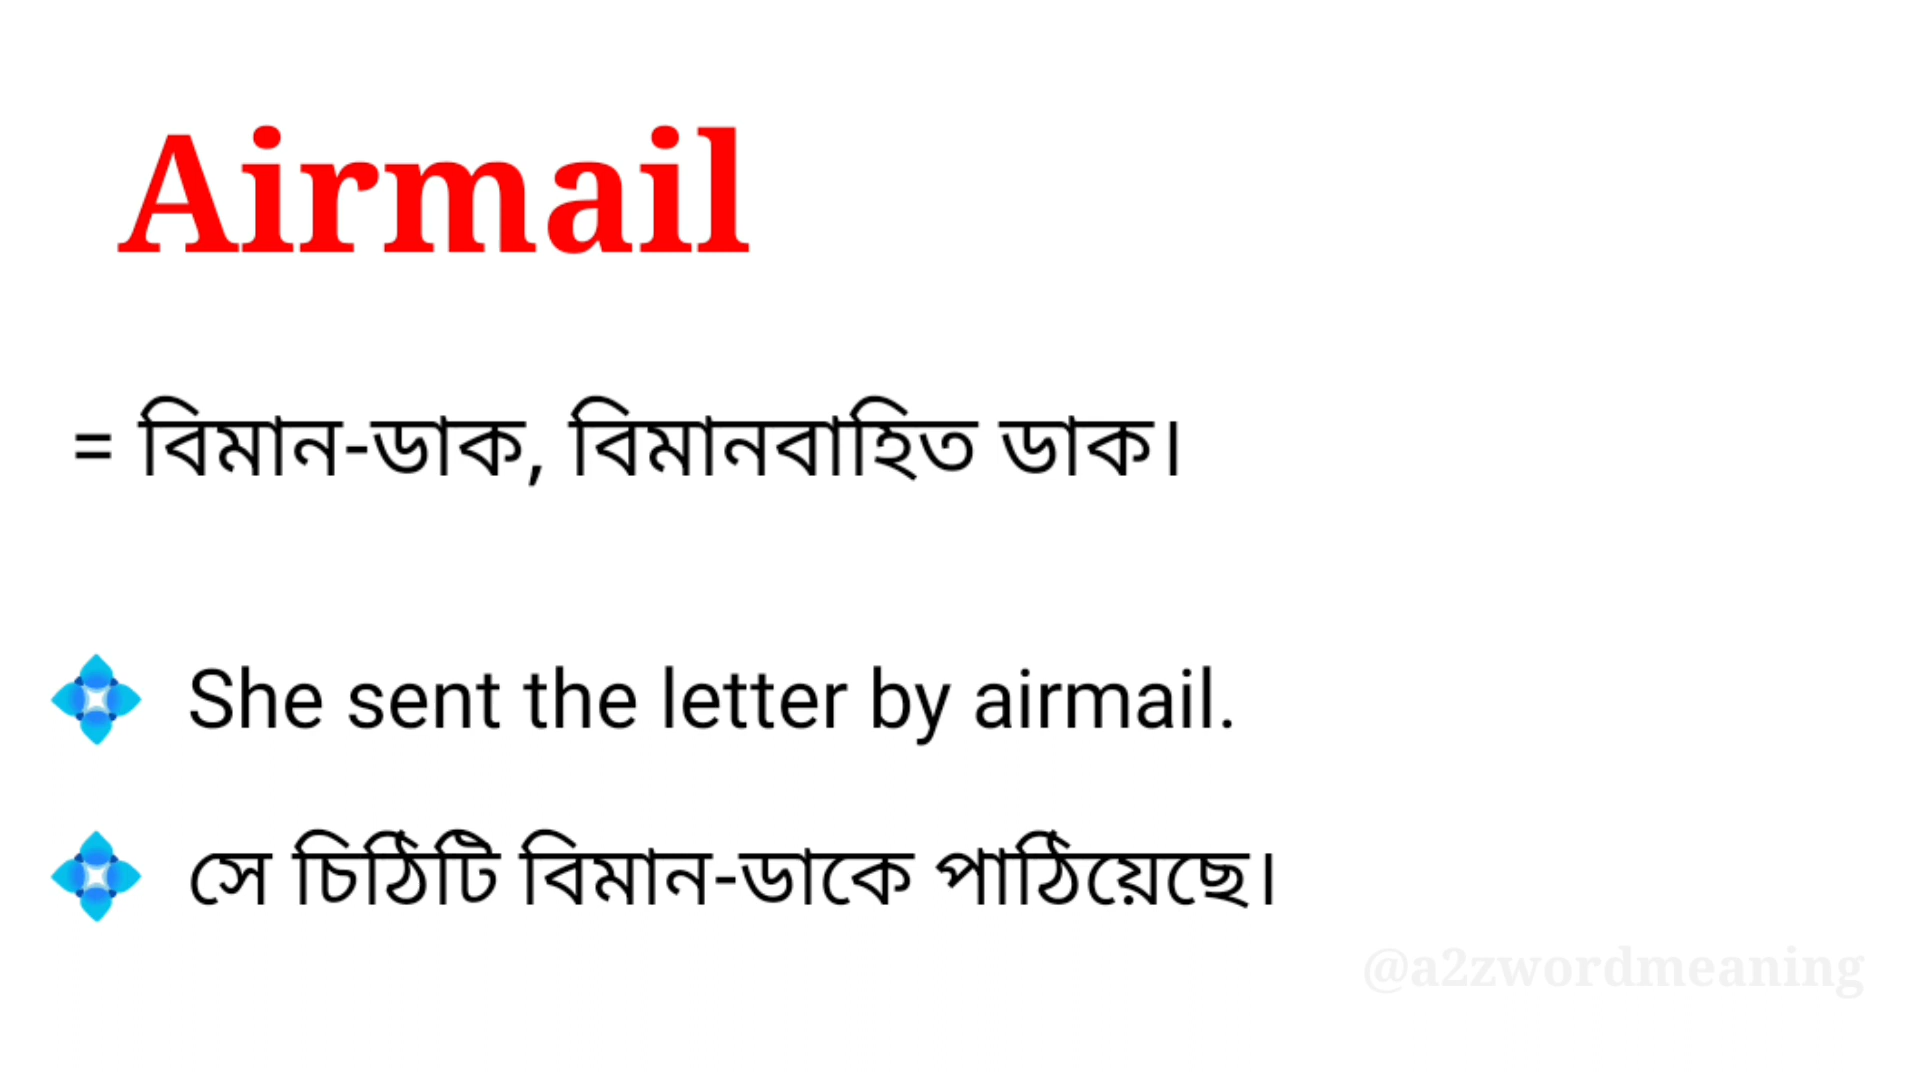 Airmail
= বিমান-ডাক, বিমানবাহিত ডাক।
She sent the letter by airmail.
সে চিঠিটি বিমান-ডাকে পাঠিয়েছে।
@a2zwordmeaning